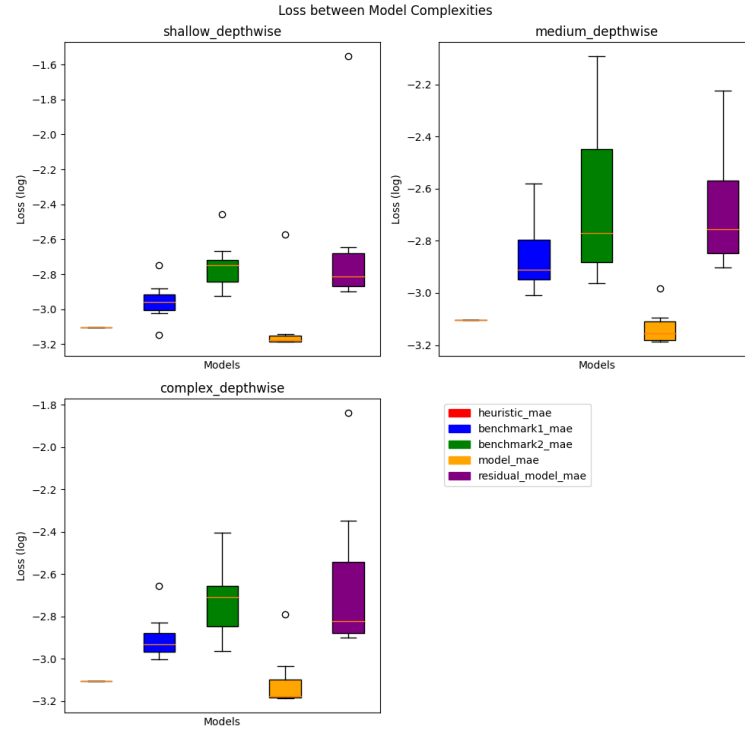 Loss between Model Complexities
shallow_depthwise
−1.6
−1.8
−2.0
−2.2
−2.4
−2.6
−2.8
−3.0
−3.2
Loss (log)
Models
medium_depthwise
−2.2
−2.4
−2.6
−2.8
−3.0
−3.2
Loss (log)
Models
complex_depthwise
−1.8
−2.0
−2.2
−2.4
−2.6
−2.8
−3.0
−3.2
Loss (log)
Models
heuristic_mae
benchmark1_mae
benchmark2_mae
model_mae
residual_model_mae